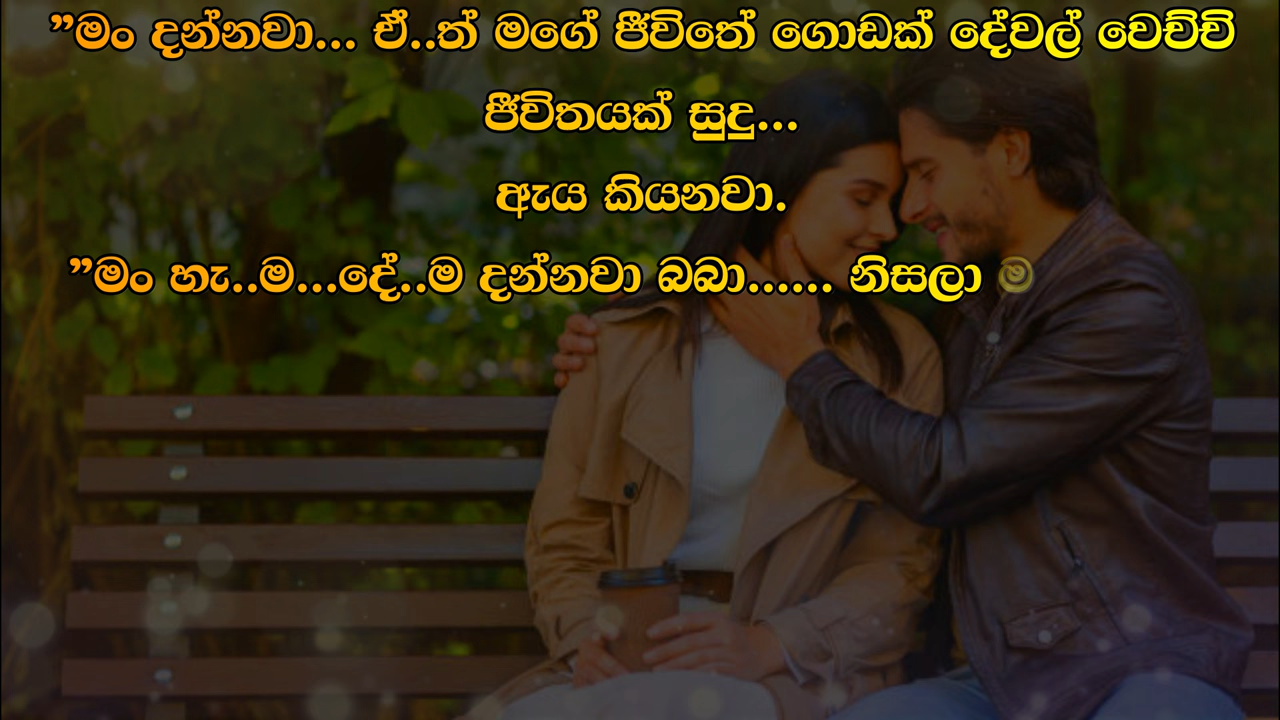 ”මං දන්නවා... ඒ..ත් මගේ ජීවිතේ ගොඩක් දේවල් වෙච්චි
ජීවිතයක් සුදු...
ඇය කියනවා.
”මං හැ..ම...දේ..ම දන්නවා බබා...... නිසලා ම